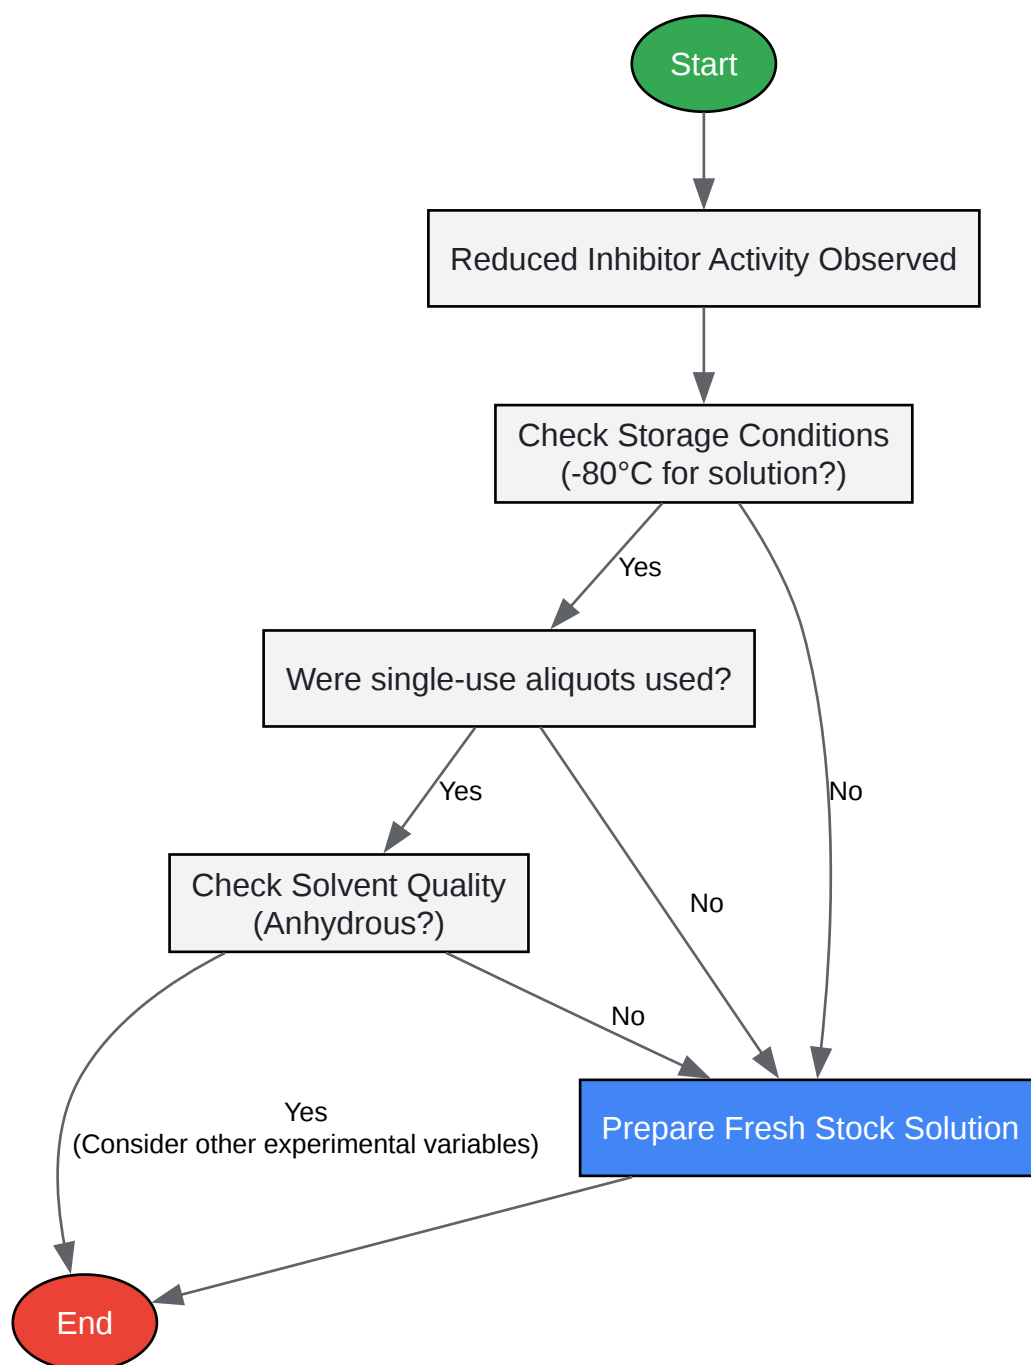 Start
Reduced Inhibitor Activity Observed
Check Storage Conditions
(-80°C for solution?)
Yes
Were single-use aliquots used?
Yes
No
Check Solvent Quality
(Anhydrous?)
No
No
Yes
(Consider other experimental variables)
Prepare Fresh Stock Solution
End